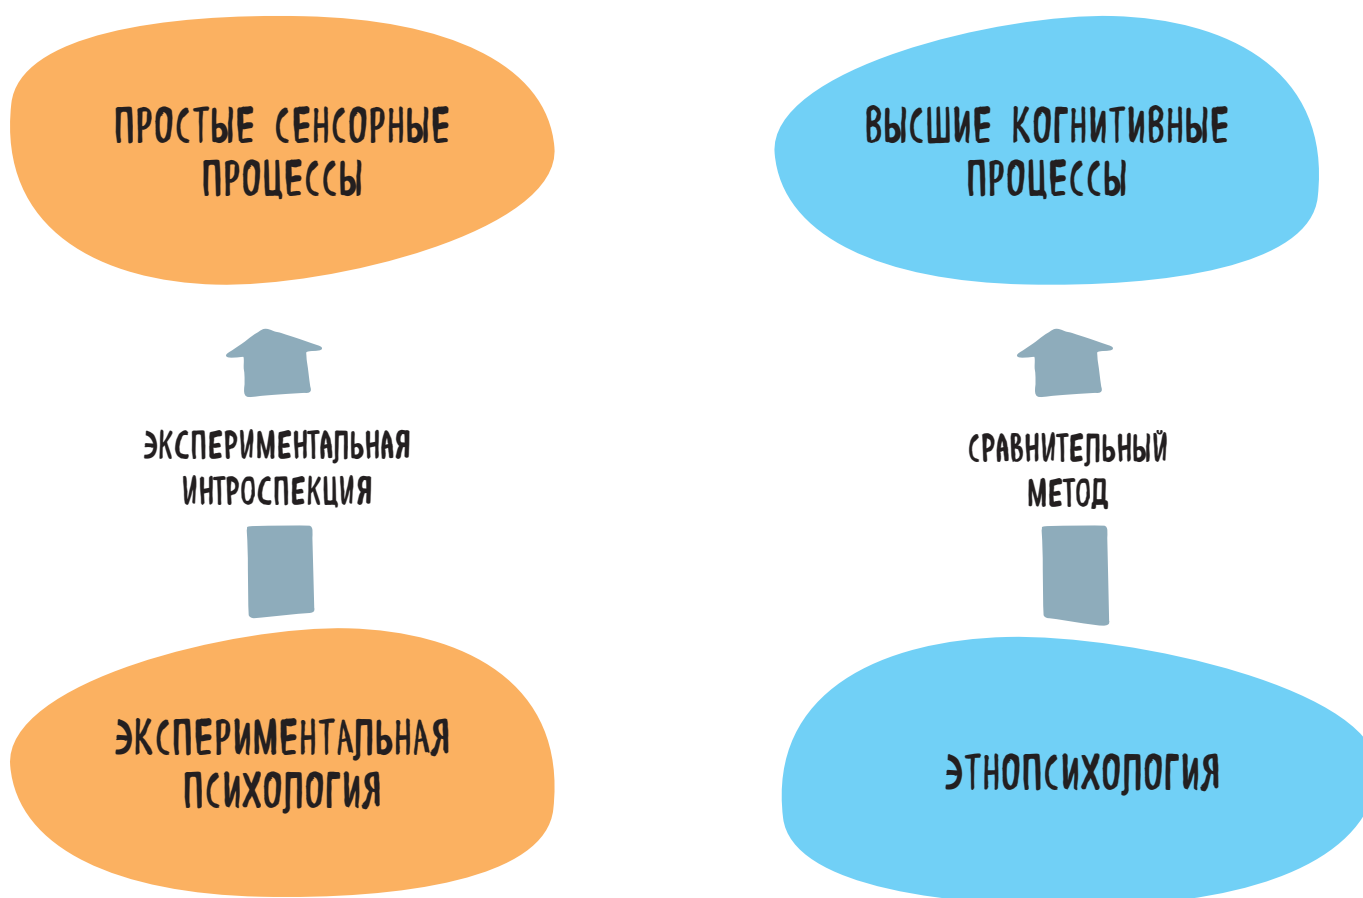 ПРОСТЫЕ СЕНСОРНЫЕ
ПРОЦЕССЫ
ВЫСШИЕ КОГНИТИВНЫЕ
ПРОЦЕССЫ
ЭКСПЕРИМЕНТАЛЬНАЯ
ИНТРОСПЕКЦИЯ
СРАВНИТЕЛЬНЫЙ
МЕТОД
ЭКСПЕРИМЕНТАЛЬНАЯ
ПСИХОЛОГИЯ
ЭТНОПСИХОЛОГИЯ